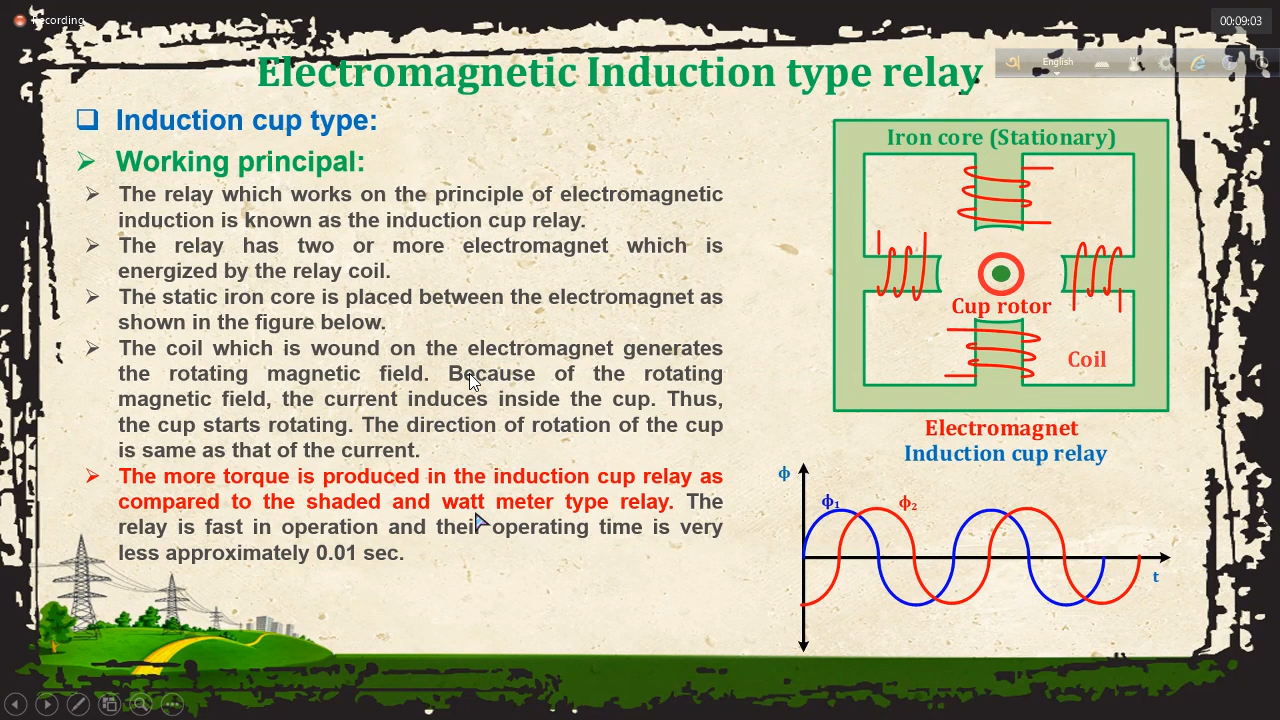 Recording
00:09:03
English
Electromagnetic Induction type relay
Induction cup type:
Working principal:
The relay which works on the principle of electromagnetic
induction is known as the induction cup relay.
The relay has two or more electromagnet which is
energized by the relay coil.
The static iron core is placed between the electromagnet as
shown in the figure below.
The coil which is wound on the electromagnet generates
the rotating magnetic field. Because of the rotating
magnetic field, the current induces inside the cup. Thus,
the cup starts rotating. The direction of rotation of the cup
is same as that of the current.
The more torque is produced in the induction cup relay as
compared to the shaded and watt meter type relay. The
relay is fast in operation and their operating time is very
less approximately 0.01 sec.
Iron core (Stationary)
Cup rotor
Coil
Electromagnet
Induction cup relay
ϕ
ϕ₁
ϕ₂
t